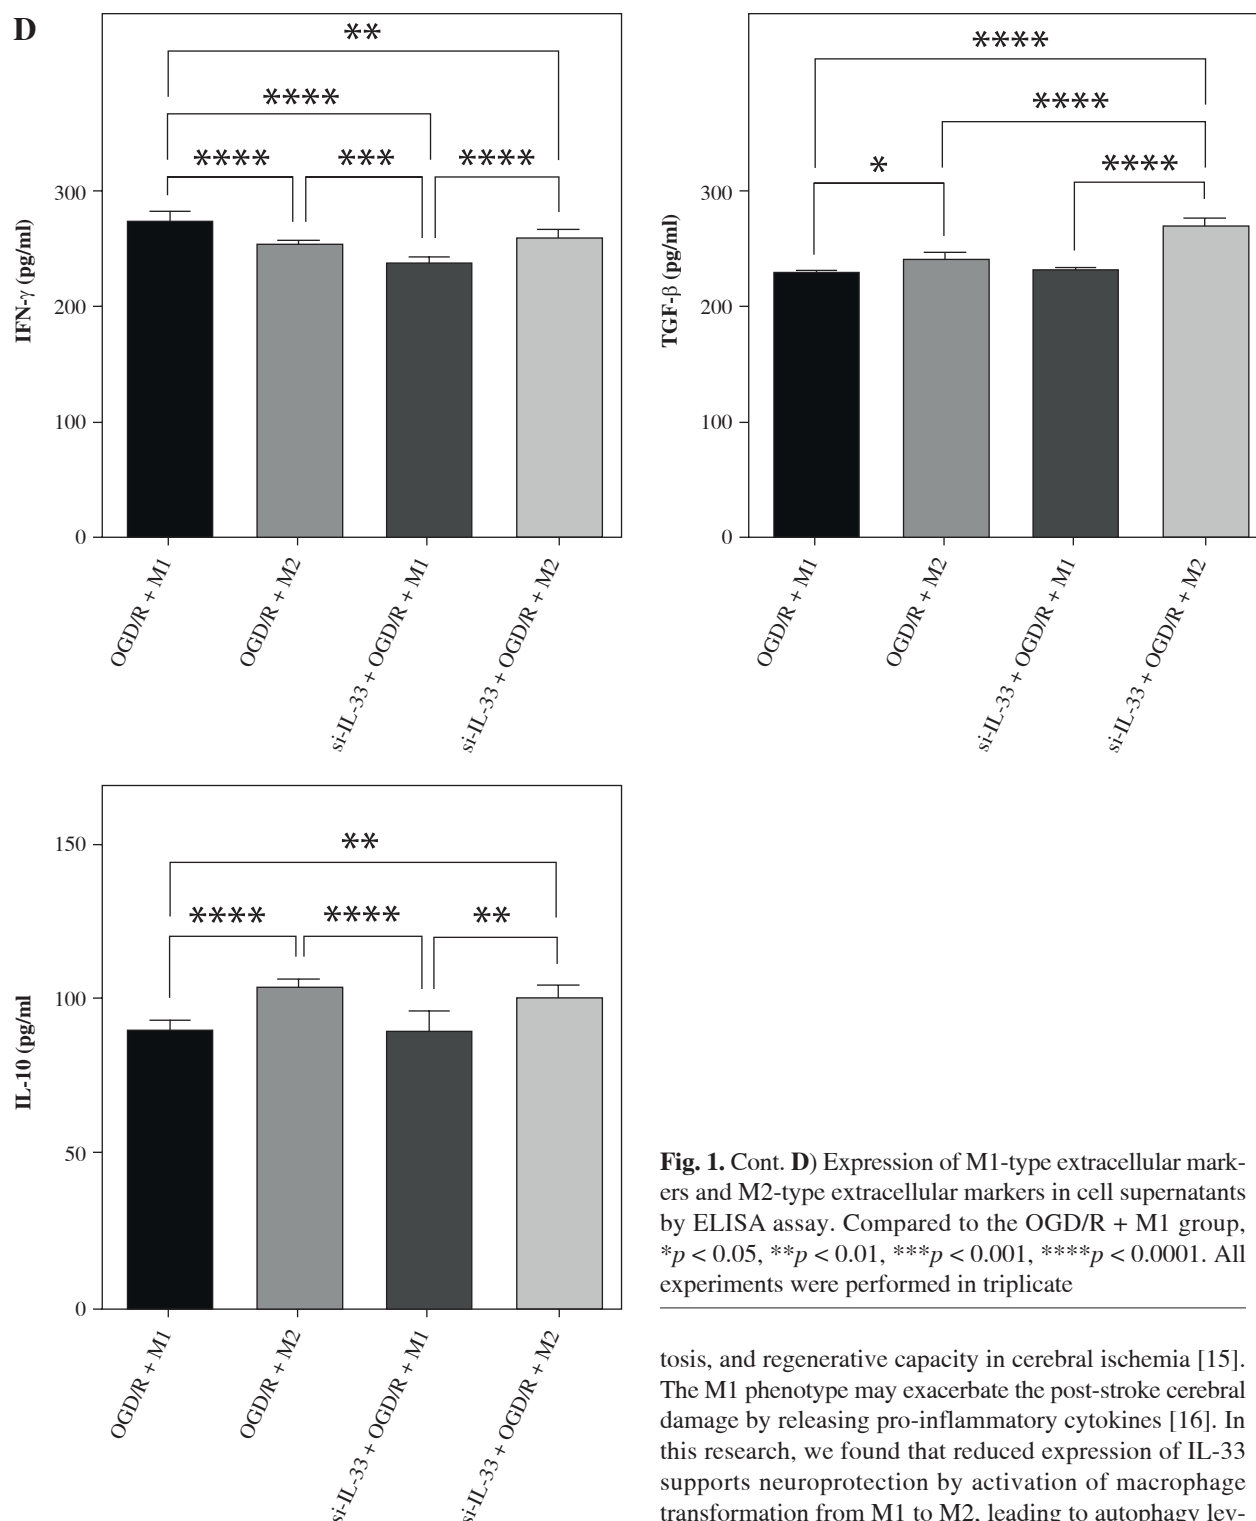 D
**
****
****
***
****
300
200
100
0
IFN-γ (pg/ml)
OGD/R + M1
OGD/R + M2
si-IL-33 + OGD/R + M1
si-IL-33 + OGD/R + M2
****
****
*
****
300
200
100
0
TGF-β (pg/ml)
OGD/R + M1
OGD/R + M2
si-IL-33 + OGD/R + M1
si-IL-33 + OGD/R + M2
**
****
****
**
150
100
50
0
IL-10 (pg/ml
OGD/R + M1
OGD/R + M2
si-IL-33 + OGD/R + M1
si-IL-33 + OGD/R + M2
Fig. 1. Cont. D) Expression of M1-type extracellular mark-
ers and M2-type extracellular markers in cell supernatants
by ELISA assay. Compared to the OGD/R + M1 group,
*p < 0.05, **p < 0.01, ***p < 0.001, ****p < 0.0001. All
experiments were performed in triplicate
tosis, and regenerative capacity in cerebral ischemia [15].
The M1 phenotype may exacerbate the post-stroke cerebral
damage by releasing pro-inflammatory cytokines [16]. In
this research, we found that reduced expression of IL-33
supports neuroprotection by activation of macrophage
transformation from M1 to M2, leading to autophagy lev-